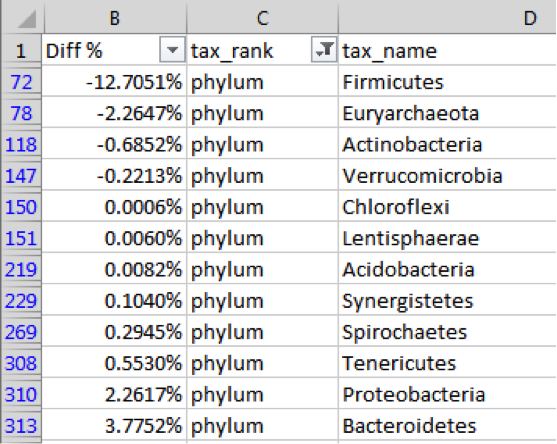 B C D
1 Diff % tax_rank tax_name
72 -12.7051% phylum Firmicutes
78 -2.2647% phylum Euryarchaeota
118 -0.6852% phylum Actinobacteria
147 -0.2213% phylum Verrucomicrobia
150 0.0006% phylum Chloroflexi
151 0.0060% phylum Lentisphaerae
219 0.0082% phylum Acidobacteria
229 0.1040% phylum Synergistetes
269 0.2945% phylum Spirochaetes
308 0.5530% phylum Tenericutes
310 2.2617% phylum Proteobacteria
313 3.7752% phylum Bacteroidetes